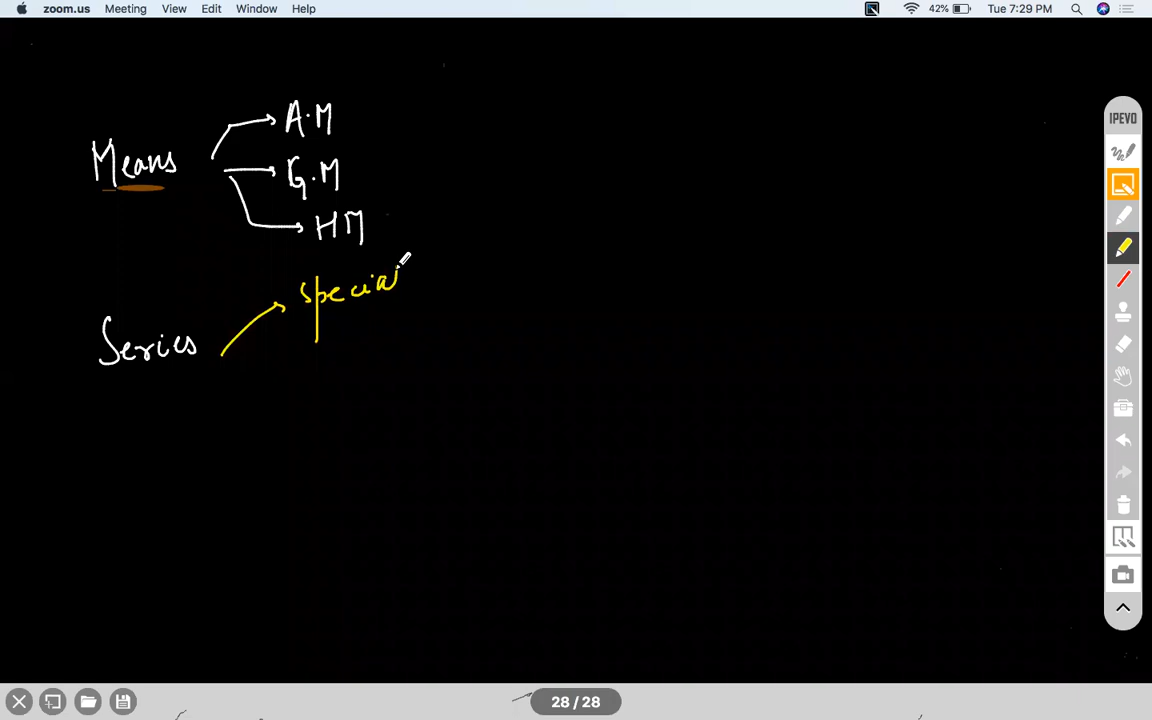 zoom.us Meeting View Edit Window Help 42% Tue 7:29 PM
IPEVO
A.M
Means
G.M
HM
Special
Series
28 / 28